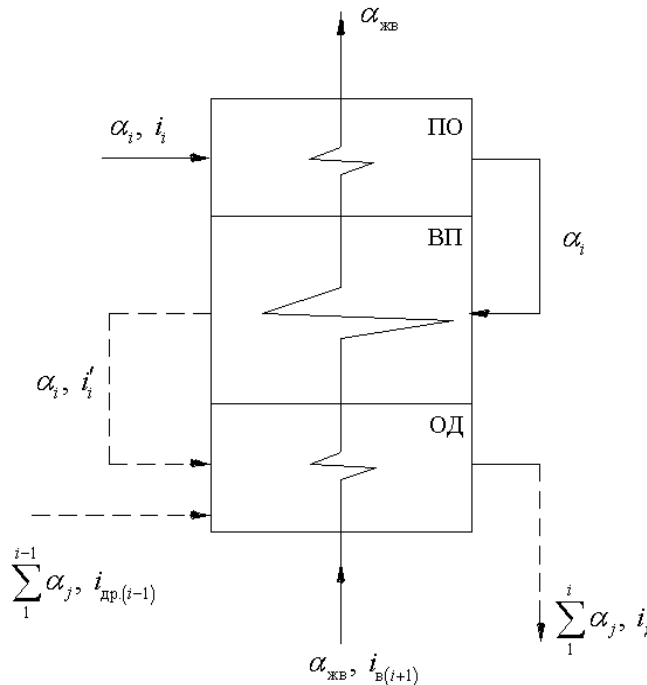 α_жв
α_i, i_i
ПО
ВП
α_i
α_i, i'_i
ОД
∑_1^{i-1} α_j, i_др.(i-1)
∑_1^i α_j, i
α_жв, i_в(i+1)